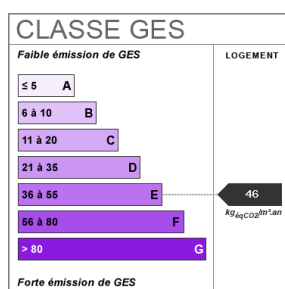 CLASSE GES
Faible émission de GES
LOGEMENT
≤ 5 A
6 à 10 B
11 à 20 C
21 à 35 D
36 à 55 E
46
kgéqCO2/m².an
56 à 80 F
> 80 G
Forte émission de GES